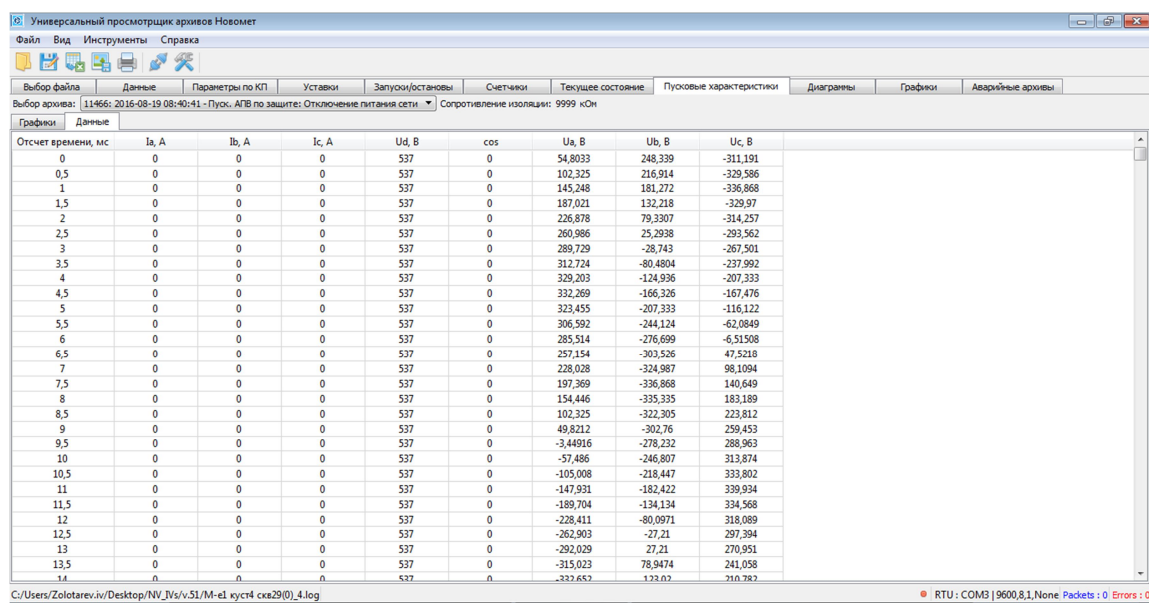 Универсальный просмотрщик архивов Новомет
Файл Вид Инструменты Справка
Выбор файла Данные Параметры по КП Уставки Запуски/остановы Счетчики Текущее состояние Пусковые характеристики Диаграммы Графики Аварийные архивы
Выбор архива: 11466: 2016-08-19 08:40:41 - Пуск. АПВ по защите: Отключение питания сети Сопротивление изоляции: 9999 кОм
Графики Данные
Отсчет времени, мс Ia, A Ib, A Ic, A Ud, B cos Ua, B Ub, B Uc, B
0 0 0 0 537 0 54,8033 248,339 -311,191
0,5 0 0 0 537 0 102,325 216,914 -329,586
1 0 0 0 537 0 145,248 181,272 -336,868
1,5 0 0 0 537 0 187,021 132,218 -329,97
2 0 0 0 537 0 226,878 79,3307 -314,257
2,5 0 0 0 537 0 260,986 25,2938 -293,562
3 0 0 0 537 0 289,729 -28,743 -267,501
3,5 0 0 0 537 0 312,724 -80,4804 -237,992
4 0 0 0 537 0 329,203 -124,936 -207,333
4,5 0 0 0 537 0 332,269 -166,326 -167,476
5 0 0 0 537 0 323,455 -207,333 -116,122
5,5 0 0 0 537 0 306,592 -244,124 -62,0849
6 0 0 0 537 0 285,514 -276,699 -6,51508
6,5 0 0 0 537 0 257,154 -303,526 47,5218
7 0 0 0 537 0 228,028 -324,987 98,1094
7,5 0 0 0 537 0 197,369 -336,868 140,649
8 0 0 0 537 0 154,446 -335,335 183,189
8,5 0 0 0 537 0 102,325 -322,305 223,812
9 0 0 0 537 0 49,8212 -302,76 259,453
9,5 0 0 0 537 0 -3,44916 -278,232 288,963
10 0 0 0 537 0 -57,486 -246,807 313,874
10,5 0 0 0 537 0 -105,008 -218,447 333,802
11 0 0 0 537 0 -147,931 -182,422 339,934
11,5 0 0 0 537 0 -189,704 -134,134 334,568
12 0 0 0 537 0 -228,411 -80,0971 318,089
12,5 0 0 0 537 0 -262,903 -27,21 297,394
13 0 0 0 537 0 -292,029 27,21 270,951
13,5 0 0 0 537 0 -315,023 78,9474 241,058
14 0 0 0 537 0 -332,652 123,02 210,782
C:/Users/Zolotarev.iv/Desktop/NV_IVs/v.51/М-е1 куст4 скв29(0)_4.log RTU : COM3 | 9600,8,1,None Packets : 0 Errors : 0